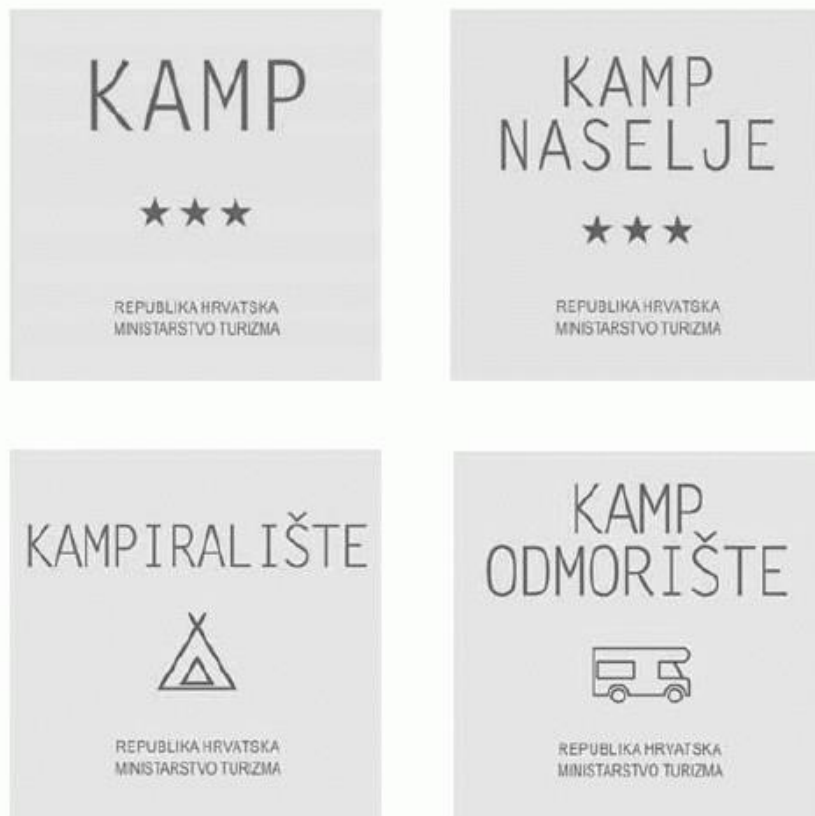 KAMP
REPUBLIKA HRVATSKA
MINISTARSTVO TURIZMA
KAMP
NASELJE
REPUBLIKA HRVATSKA
MINISTARSTVO TURIZMA
KAMPIRALIŠTE
REPUBLIKA HRVATSKA
MINISTARSTVO TURIZMA
KAMP
ODMORIŠTE
REPUBLIKA HRVATSKA
MINISTARSTVO TURIZMA